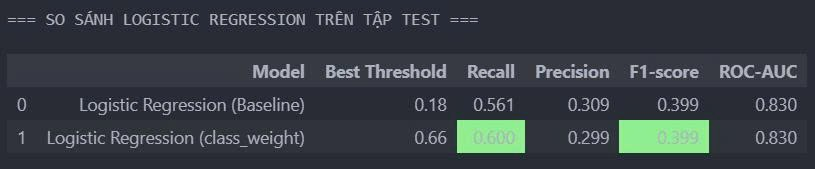 === SO SÁNH LOGISTIC REGRESSION TRÊN TẬP TEST ===
Model Best Threshold Recall Precision F1-score ROC-AUC
0 Logistic Regression (Baseline) 0.18 0.561 0.309 0.399 0.830
1 Logistic Regression (class_weight) 0.66 0.600 0.299 0.399 0.830